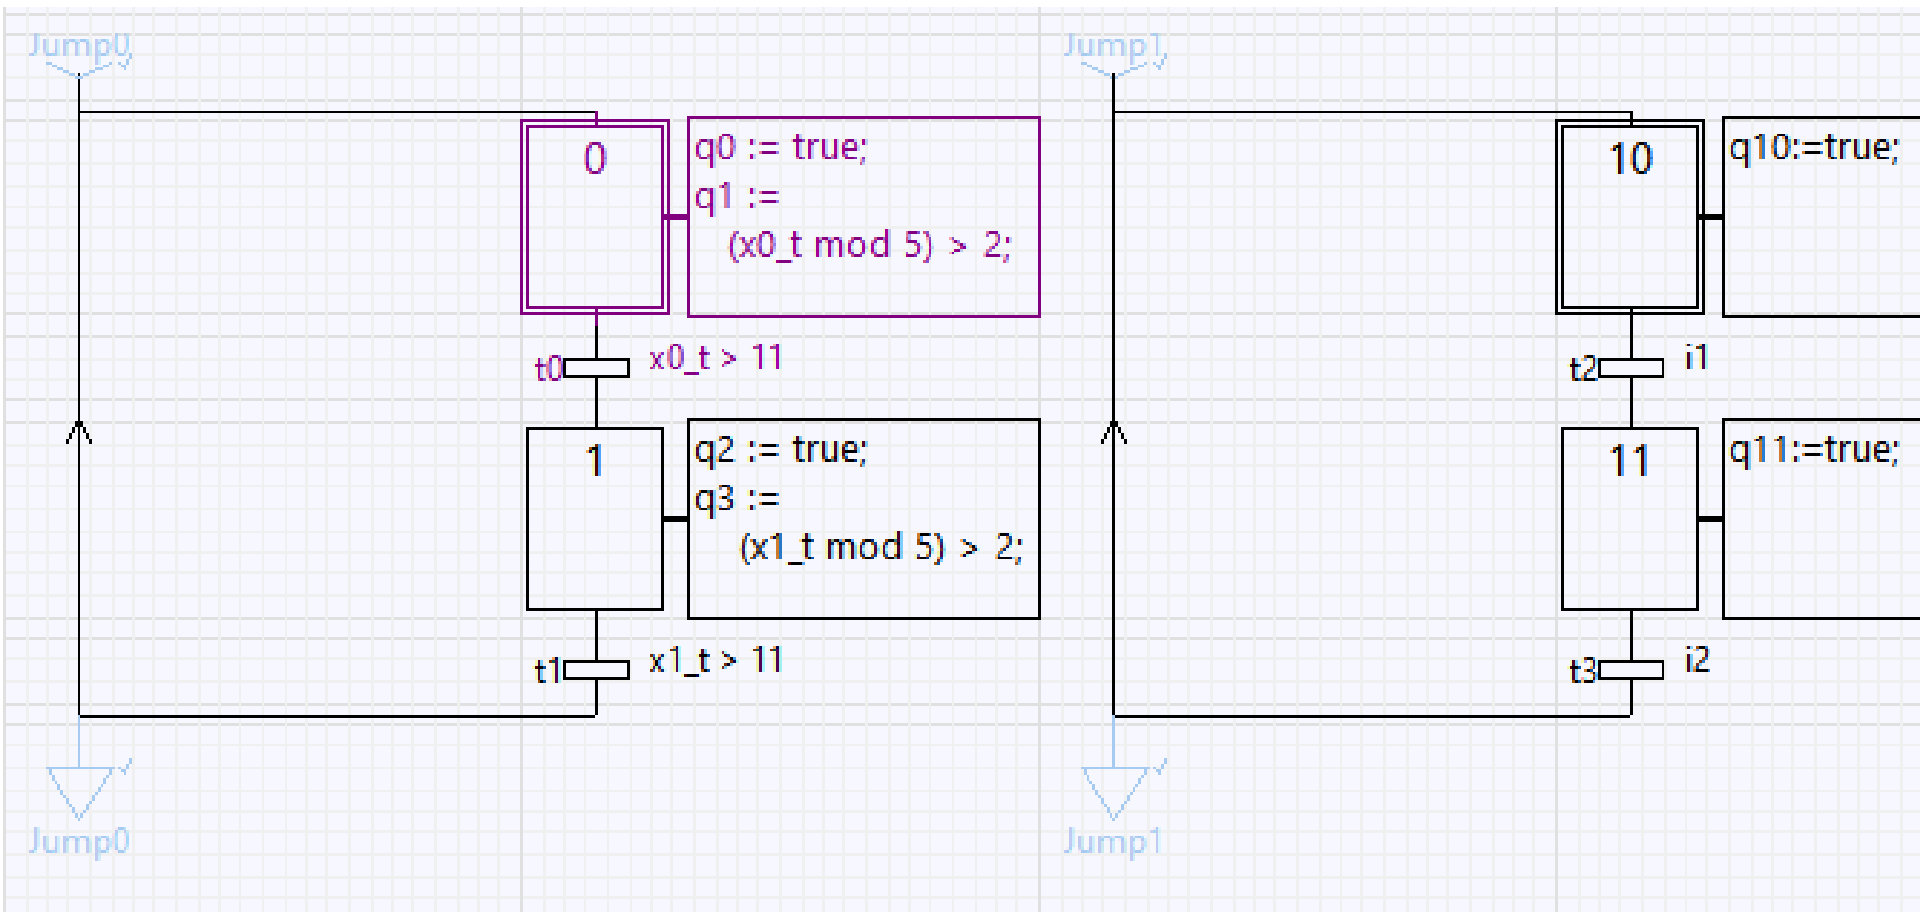 Jump0
0
q0 := true;
q1 :=
(x0_t mod 5) > 2;
t0
x0_t > 11
1
q2 := true;
q3 :=
(x1_t mod 5) > 2;
t1
x1_t > 11
Jump0
Jump1
10
q10:=true;
t2
i1
11
q11:=true;
t3
i2
Jump1